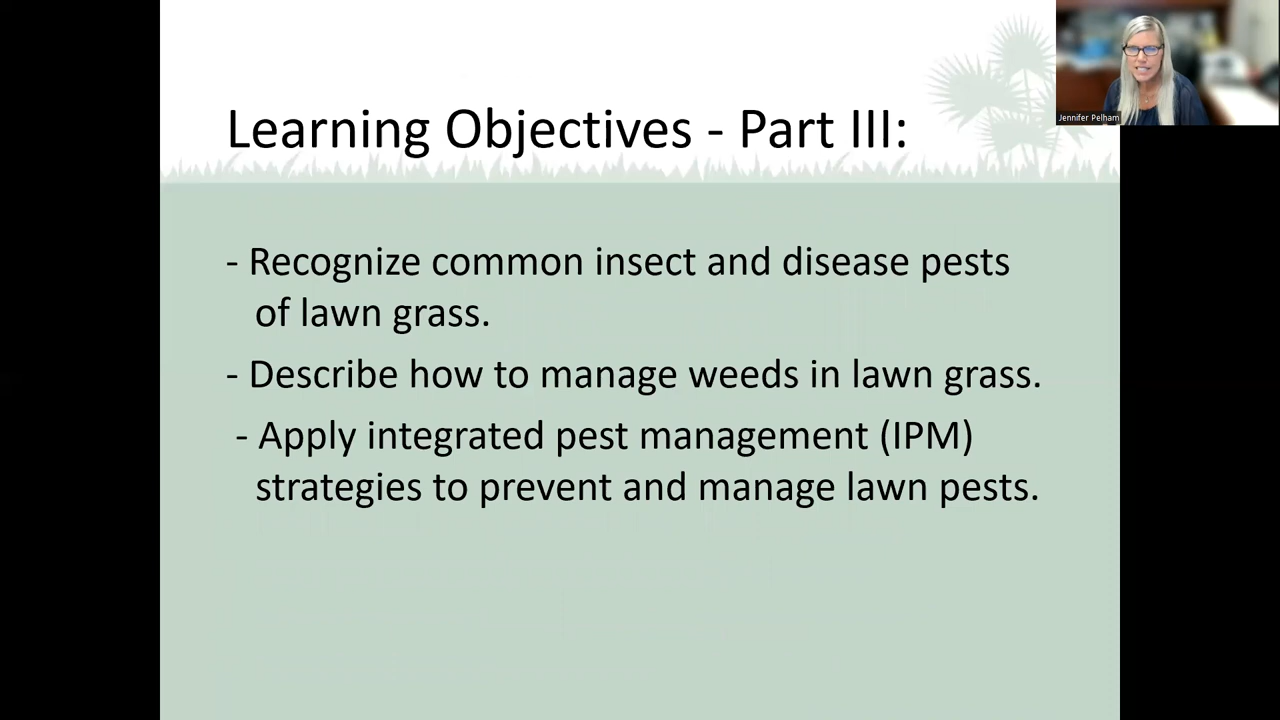 Learning Objectives - Part III:
Jennifer Pelham
- Recognize common insect and disease pests
of lawn grass.
- Describe how to manage weeds in lawn grass.
- Apply integrated pest management (IPM)
strategies to prevent and manage lawn pests.